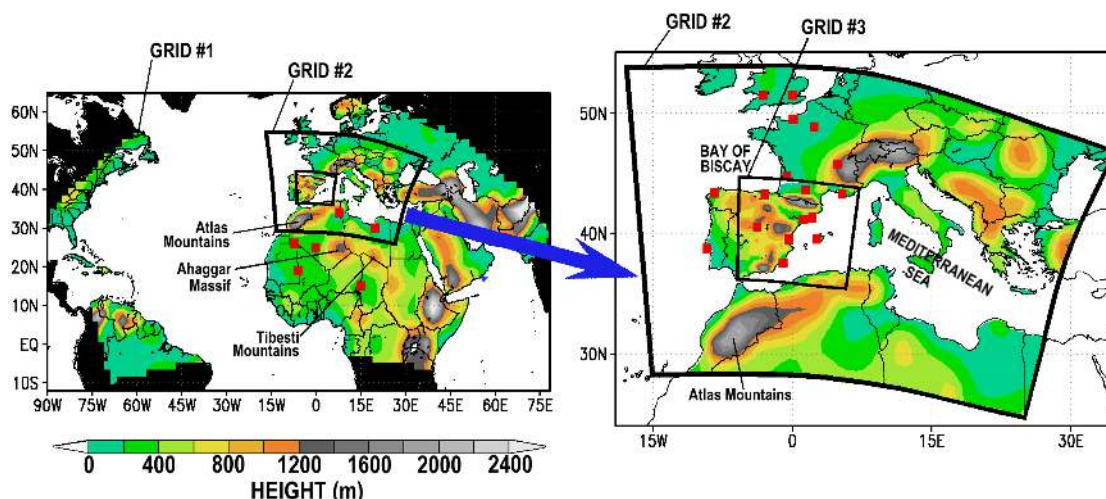 GRID #1
GRID #2
60N
50N
40N
30N
20N
10N
EQ
10S
Atlas
Mountains
Ahaggar
Massif
Tibesti
Mountains
90W 75W 60W 45W 30W 15W 0 15E 30E 45E 60E 75E
0 400 800 1200 1600 2000 2400
HEIGHT (m)
GRID #2
GRID #3
50N
40N
30N
BAY OF
BISCAY
MEDITERRANEAN
SEA
Atlas Mountains
15W 0 15E 30E